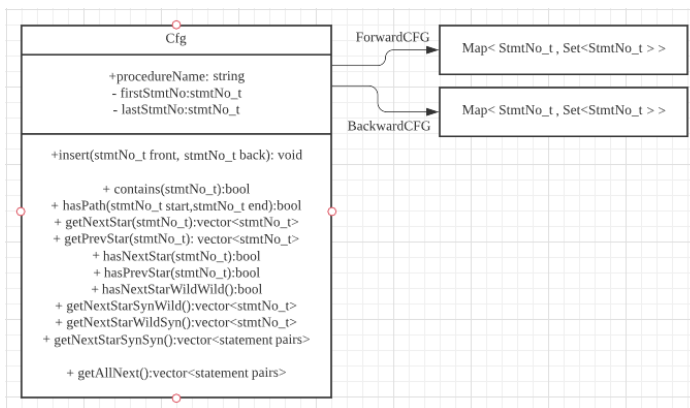 Cfg
+procedureName: string
- firstStmtNo:stmtNo_t
- lastStmtNo:stmtNo_t
+insert(stmtNo_t front, stmtNo_t back): void
+ contains(stmtNo_t):bool
+ hasPath(stmtNo_t start,stmtNo_t end):bool
+ getNextStar(stmtNo_t):vector<stmtNo_t>
+ getPrevStar(stmtNo_t): vector<stmtNo_t>
+ hasNextStar(stmtNo_t):bool
+ hasPrevStar(stmtNo_t):bool
+ hasNextStarWildWild():bool
+ getNextStarSynWild():vector<stmtNo_t>
+ getNextStarWildSyn():vector<stmtNo_t>
+ getNextStarSynSyn():vector<statement pairs>
+ getAllNext():vector<statement pairs>
ForwardCFG
Map< StmtNo_t , Set<StmtNo_t > >
BackwardCFG
Map< StmtNo_t , Set<StmtNo_t > >